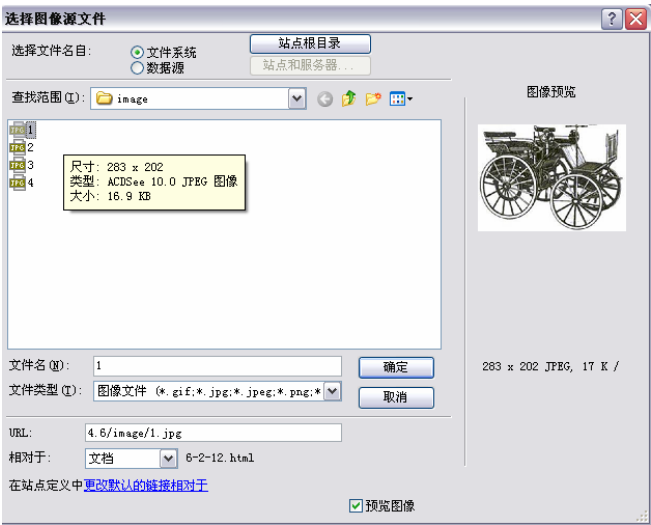 选择图像源文件
选择文件名自:
文件系统
数据源
站点根目录
站点和服务器...
查找范围(I):
image
图像预览
1
2
3
4
尺寸: 283 x 202
类型: ACDSee 10.0 JPEG 图像
大小: 16.9 KB
文件名(N):
1
确定
283 x 202 JPEG, 17 K /
文件类型(T):
图像文件 (*.gif;*.jpg;*.jpeg;*.png;*
取消
URL:
4.6/image/1.jpg
相对于:
文档
6-2-12.html
在站点定义中更改默认的链接相对于
预览图像